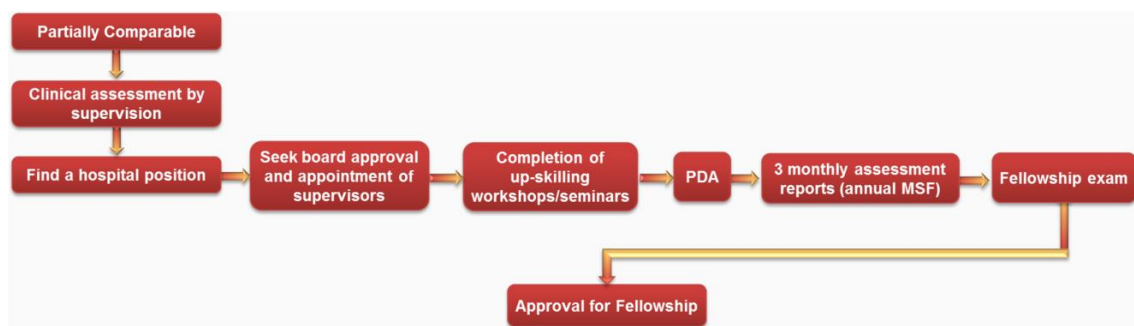 Partially Comparable
Clinical assessment by
supervision
Find a hospital position
Seek board approval
and appointment of
supervisors
Completion of
up-skilling
workshops/seminars
PDA
3 monthly assessment
reports (annual MSF)
Fellowship exam
Approval for Fellowship